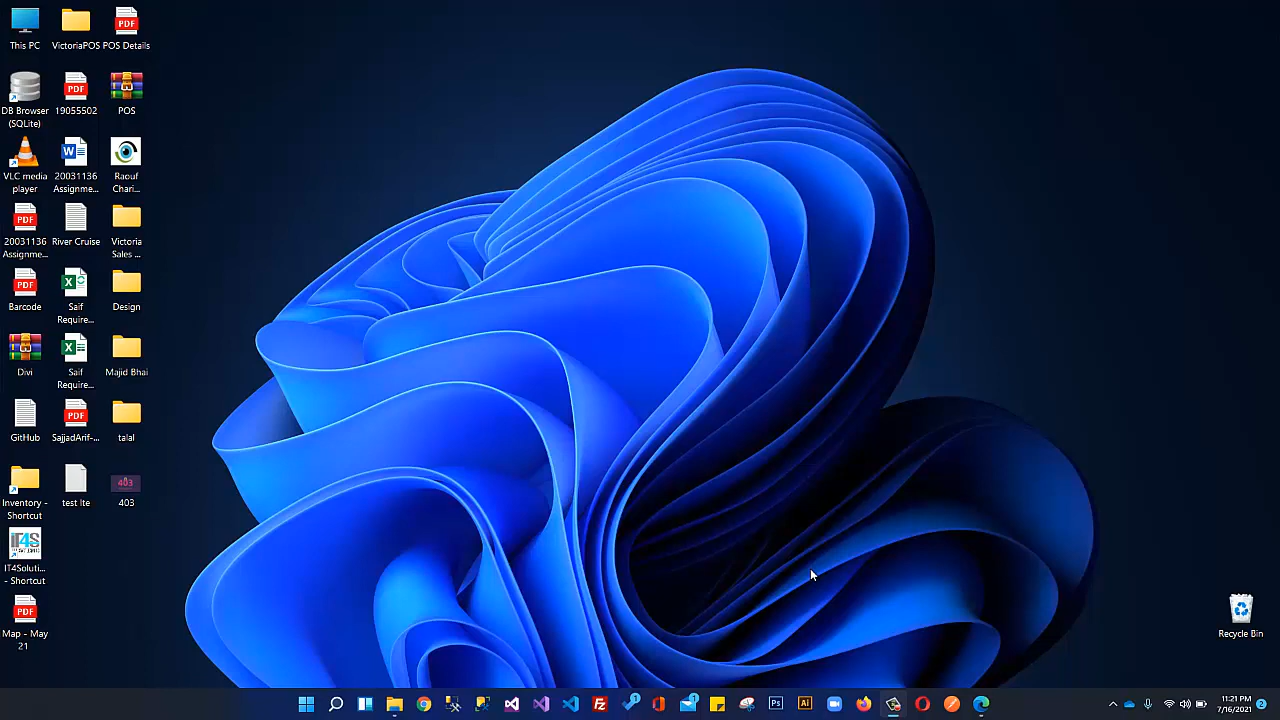 This PC
VictoriaPOS
POS Details
DB Browser
(SQLite)
19055502
POS
VLC media
player
20031136
Assignme...
Raouf
Chari...
20031136
Assignme...
River Cruise
Victoria
Sales ...
Barcode
Saif
Require...
Design
Divi
Saif
Require...
Majid Bhai
GitHub
SajjadArif-...
talal
403
Inventory -
Shortcut
test lte
403
IT4S
IT4Soluti...
- Shortcut
Map - May
21
Recycle Bin
11:21 PM
7/16/2021